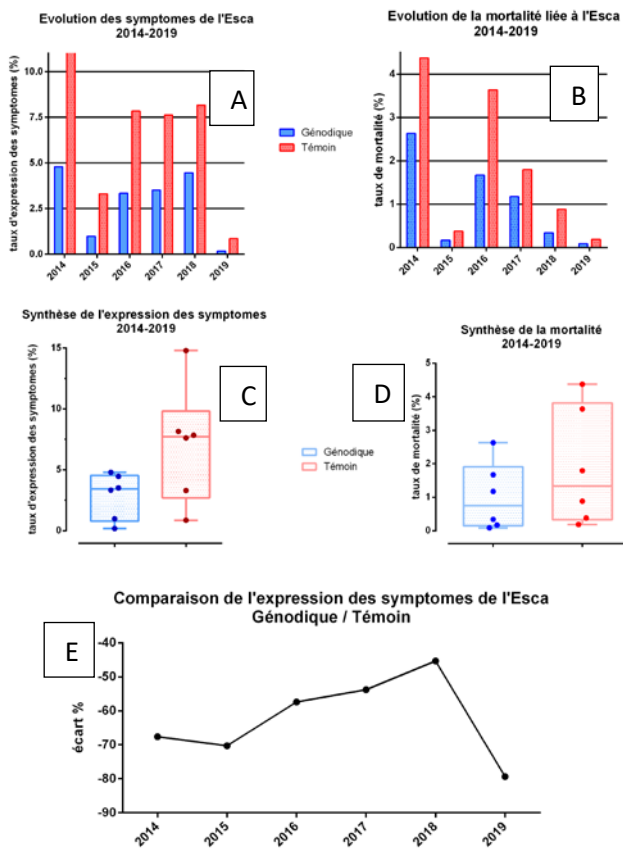 Evolution des symptomes de l'Esca
2014-2019
taux d'expression des symptomes (%)
10.0
7.5
5.0
2.5
0.0
A
2014
2015
2016
2017
2018
2019
Génodique
Témoin
Evolution de la mortalité liée à l'Esca
2014-2019
taux de mortalité (%)
4
3
2
1
0
B
2014
2015
2016
2017
2018
2019
Synthèse de l'expression des symptomes
2014-2019
taux d'expression des symptomes (%)
15
10
5
0
C
Génodique
Témoin
Synthèse de la mortalité
2014-2019
taux de mortalité (%)
5
4
3
2
1
0
D
Comparaison de l'expression des symptomes de l'Esca
Génodique / Témoin
E
écart %
-40
-50
-60
-70
-80
-90
2014
2015
2016
2017
2018
2019